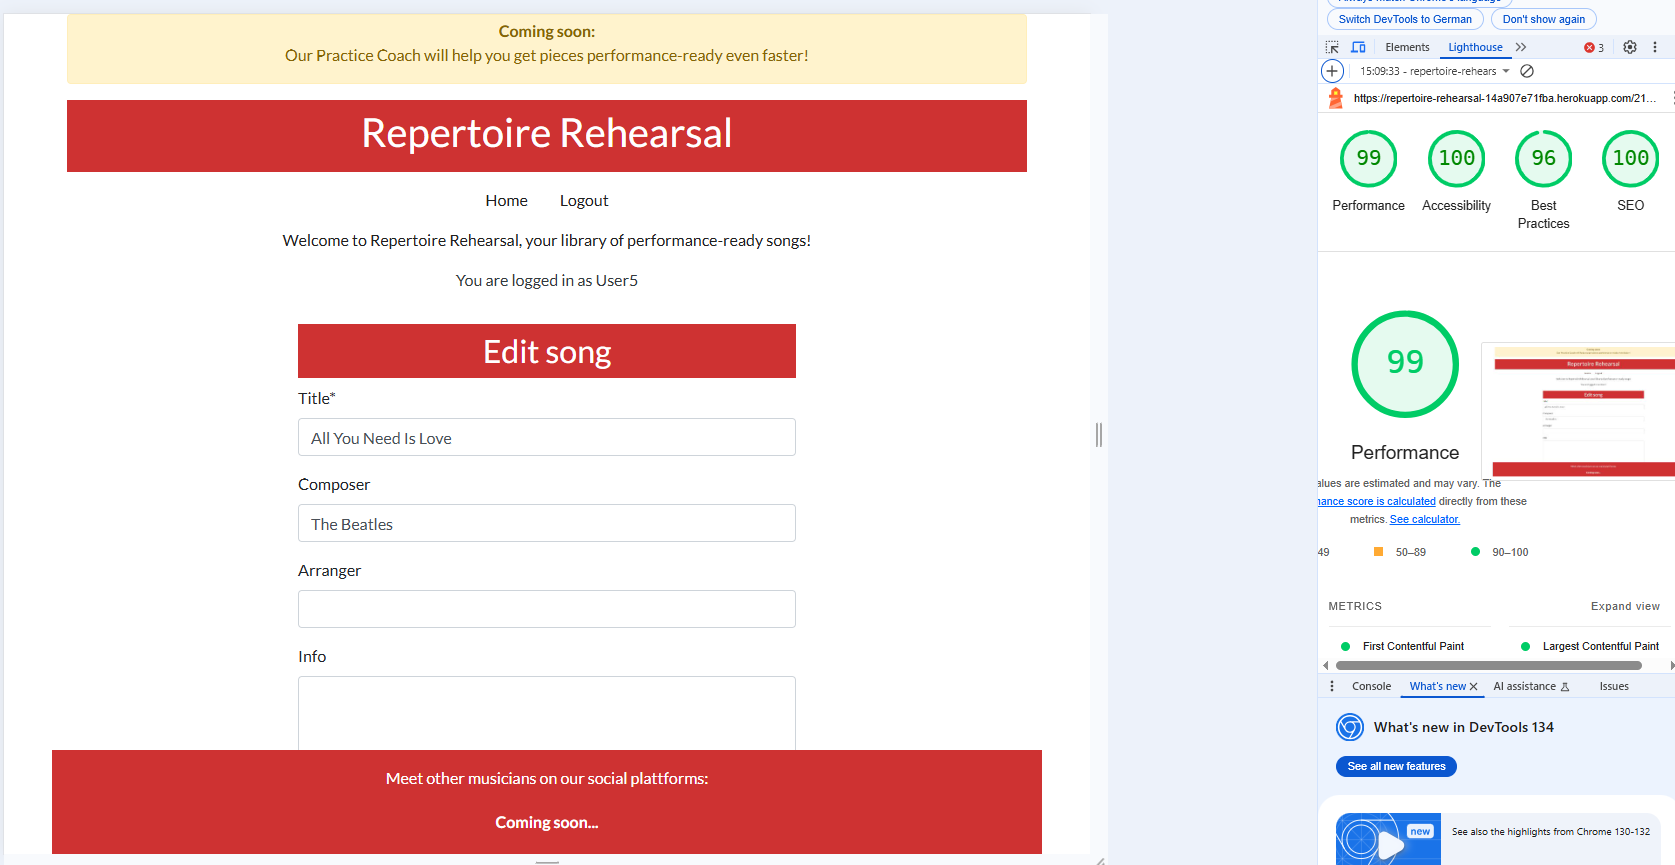 Coming soon:
Our Practice Coach will help you get pieces performance-ready even faster!
Repertoire Rehearsal
Home Logout
Welcome to Repertoire Rehearsal, your library of performance-ready songs!
You are logged in as User5
Edit song
Title*
All You Need Is Love
Composer
The Beatles
Arranger
Info
Meet other musicians on our social plattforms:
Coming soon...
Switch DevTools to German Don't show again
Elements Lighthouse 3
15:09:33 - repertoire-rehears
https://repertoire-rehearsal-14a907e71fba.herokuapp.com/21...
99 100 96 100
Performance Accessibility Best Practices SEO
99
Performance
alues are estimated and may vary. The
nance score is calculated directly from these
metrics. See calculator.
49 50–89 90–100
METRICS Expand view
First Contentful Paint Largest Contentful Paint
Console What's new AI assistance Issues
What's new in DevTools 134
See all new features
new
See also the highlights from Chrome 130-132